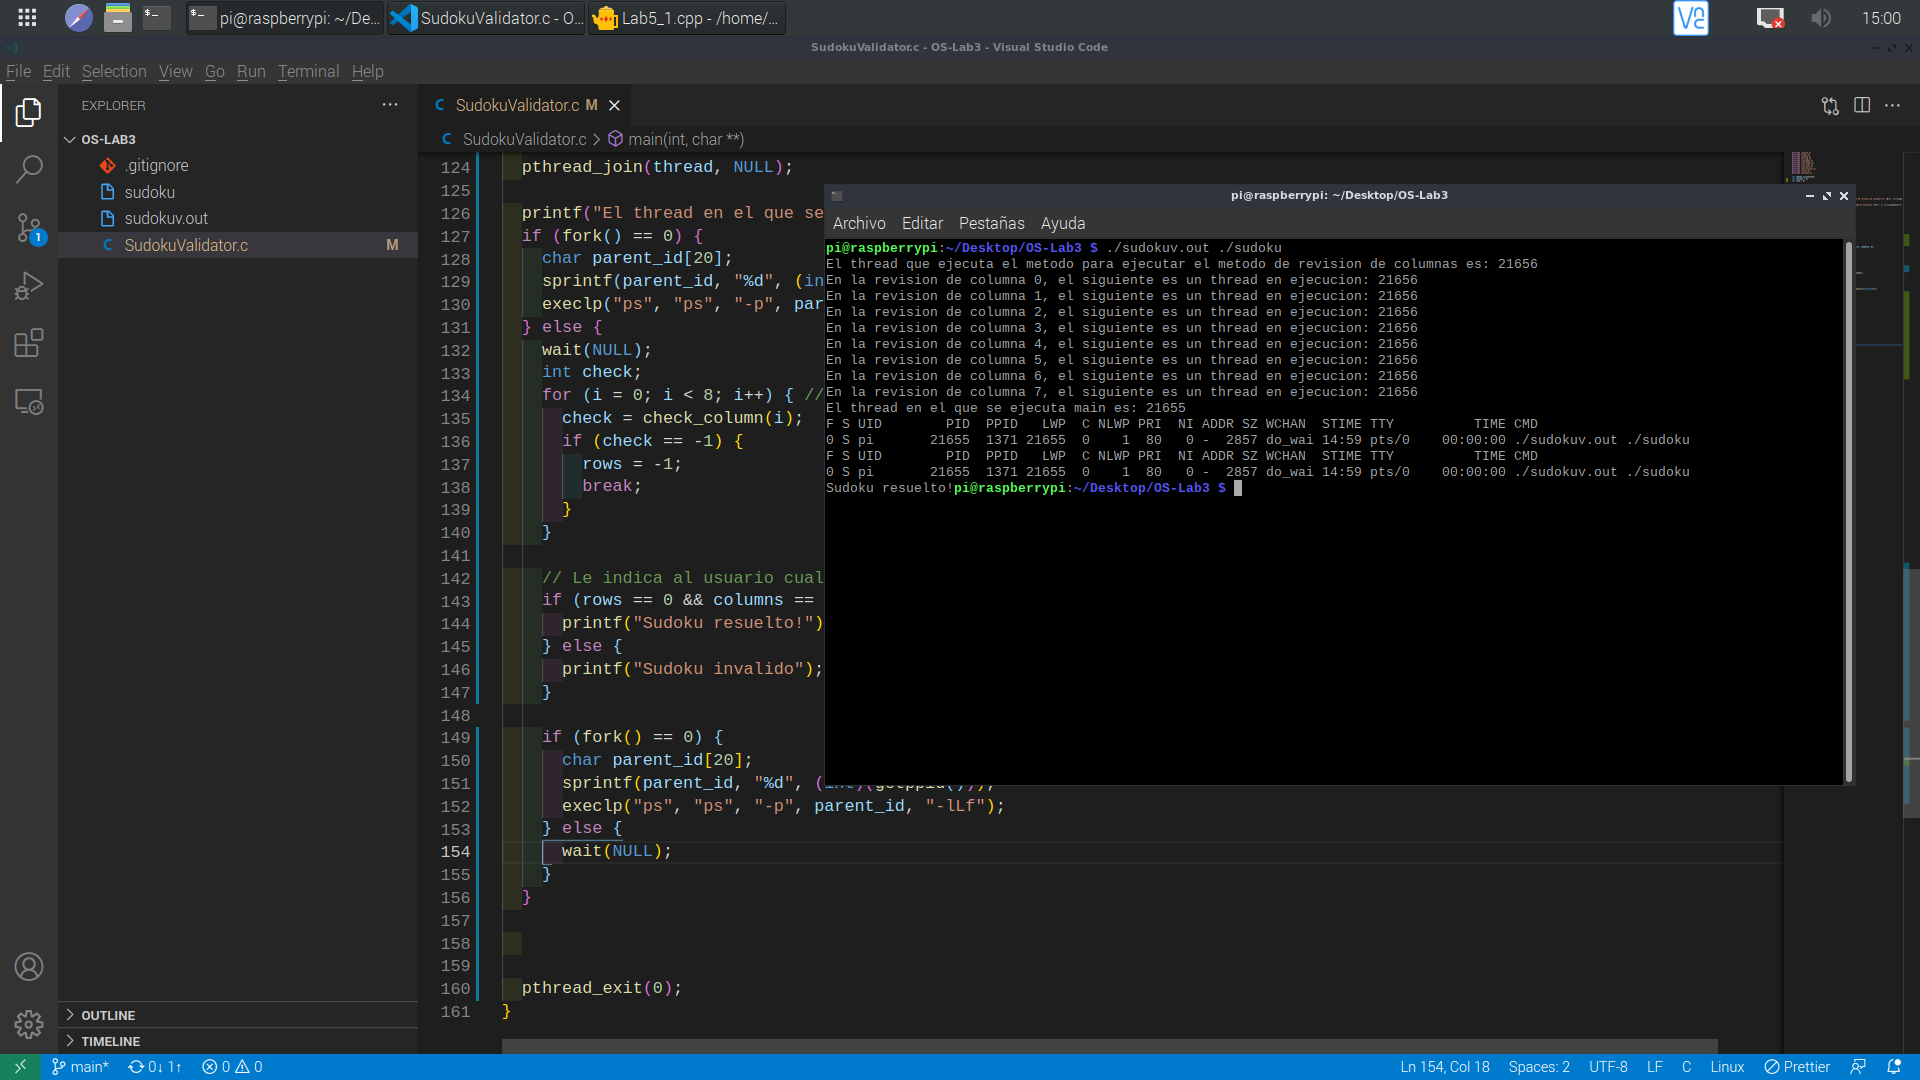 pi@raspberrypi: ~/De...
SudokuValidator.c - O...
Lab5_1.cpp - /home/...
15:00
SudokuValidator.c - OS-Lab3 - Visual Studio Code
File Edit Selection View Go Run Terminal Help
EXPLORER
OS-LAB3
.gitignore
sudoku
sudokuv.out
SudokuValidator.c M
1
OUTLINE
TIMELINE
SudokuValidator.c M
SudokuValidator.c > main(int, char **)
124 pthread_join(thread, NULL);
125
126 printf("El thread en el que se
127 if (fork() == 0) {
128 char parent_id[20];
129 sprintf(parent_id, "%d", (in
130 execlp("ps", "ps", "-p", par
131 } else {
132 wait(NULL);
133 int check;
134 for (i = 0; i < 8; i++) { //
135 check = check_column(i);
136 if (check == -1) {
137 rows = -1;
138 break;
139 }
140 }
141
142 // Le indica al usuario cual
143 if (rows == 0 && columns ==
144 printf("Sudoku resuelto!")
145 } else {
146 printf("Sudoku invalido");
147 }
148
149 if (fork() == 0) {
150 char parent_id[20];
151 sprintf(parent_id, "%d", (int)(getppid()));
152 execlp("ps", "ps", "-p", parent_id, "-lLf");
153 } else {
154 wait(NULL);
155 }
156 }
157
158
159
160 pthread_exit(0);
161 }
pi@raspberrypi: ~/Desktop/OS-Lab3
Archivo Editar Pestañas Ayuda
pi@raspberrypi:~/Desktop/OS-Lab3 $ ./sudokuv.out ./sudoku
El thread que ejecuta el metodo para ejecutar el metodo de revision de columnas es: 21656
En la revision de columna 0, el siguiente es un thread en ejecucion: 21656
En la revision de columna 1, el siguiente es un thread en ejecucion: 21656
En la revision de columna 2, el siguiente es un thread en ejecucion: 21656
En la revision de columna 3, el siguiente es un thread en ejecucion: 21656
En la revision de columna 4, el siguiente es un thread en ejecucion: 21656
En la revision de columna 5, el siguiente es un thread en ejecucion: 21656
En la revision de columna 6, el siguiente es un thread en ejecucion: 21656
En la revision de columna 7, el siguiente es un thread en ejecucion: 21656
El thread en el que se ejecuta main es: 21655
F S UID PID PPID LWP C NLWP PRI NI ADDR SZ WCHAN STIME TTY TIME CMD
0 S pi 21655 1371 21655 0 1 80 0 - 2857 do_wai 14:59 pts/0 00:00:00 ./sudokuv.out ./sudoku
F S UID PID PPID LWP C NLWP PRI NI ADDR SZ WCHAN STIME TTY TIME CMD
0 S pi 21655 1371 21655 0 1 80 0 - 2857 do_wai 14:59 pts/0 00:00:00 ./sudokuv.out ./sudoku
Sudoku resuelto!pi@raspberrypi:~/Desktop/OS-Lab3 $
main* 0↓ 1↑ 0 0
Ln 154, Col 18 Spaces: 2 UTF-8 LF C Linux Prettier